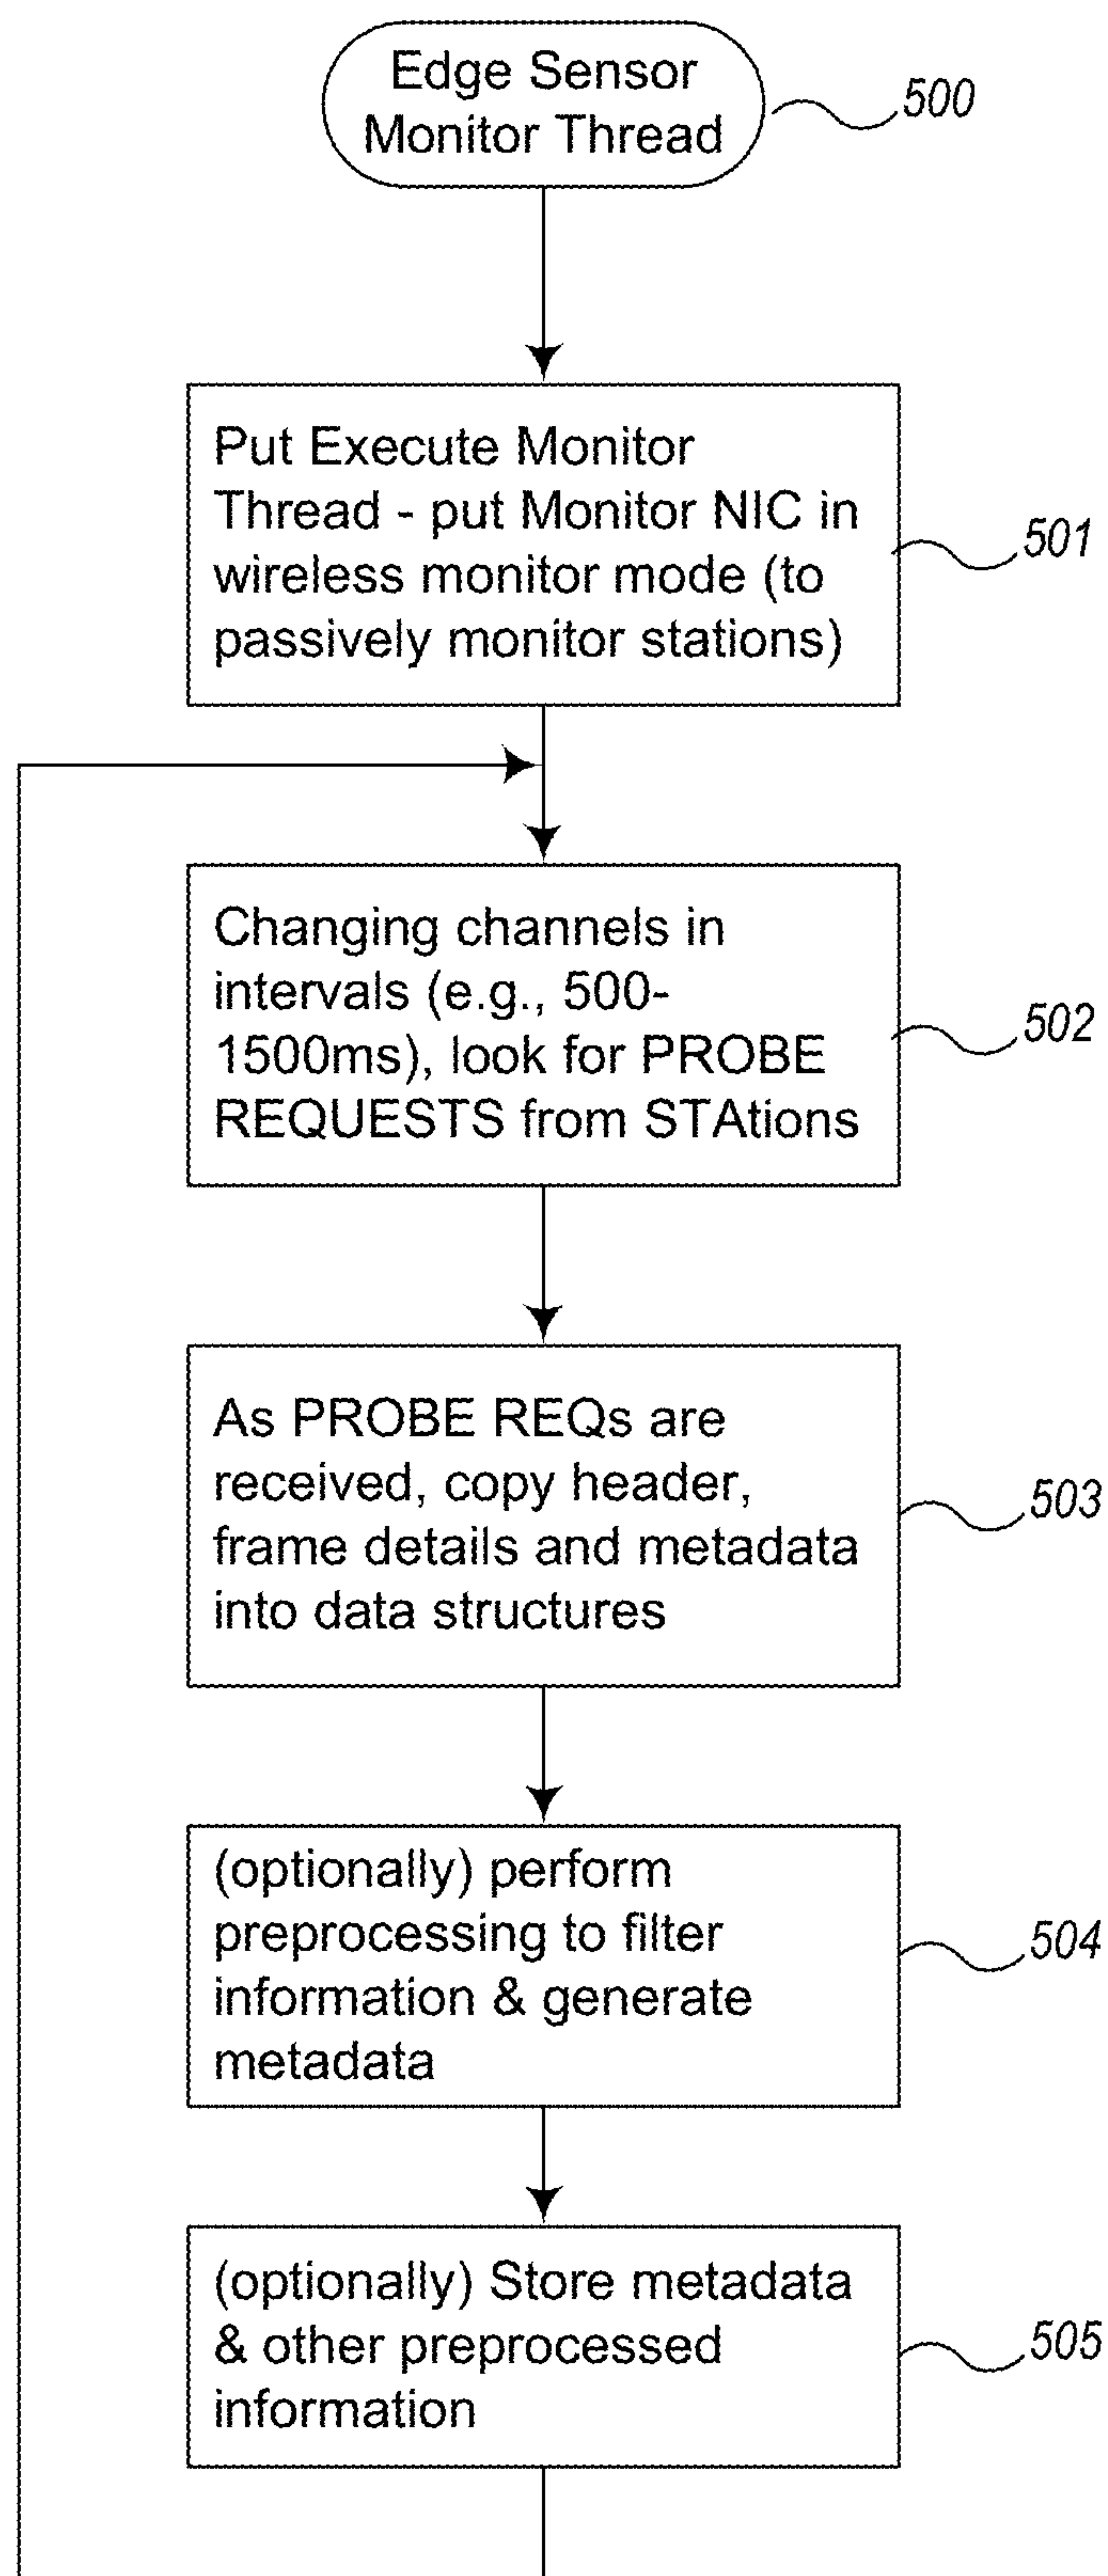 Edge Sensor
Monitor Thread
500
Put Execute Monitor
Thread - put Monitor NIC in
wireless monitor mode (to
passively monitor stations)
501
Changing channels in
intervals (e.g., 500-
1500ms), look for PROBE
REQUESTS from STAtions
502
As PROBE REQs are
received, copy header,
frame details and metadata
into data structures
503
(optionally) perform
preprocessing to filter
information & generate
metadata
504
(optionally) Store metadata
& other preprocessed
information
505